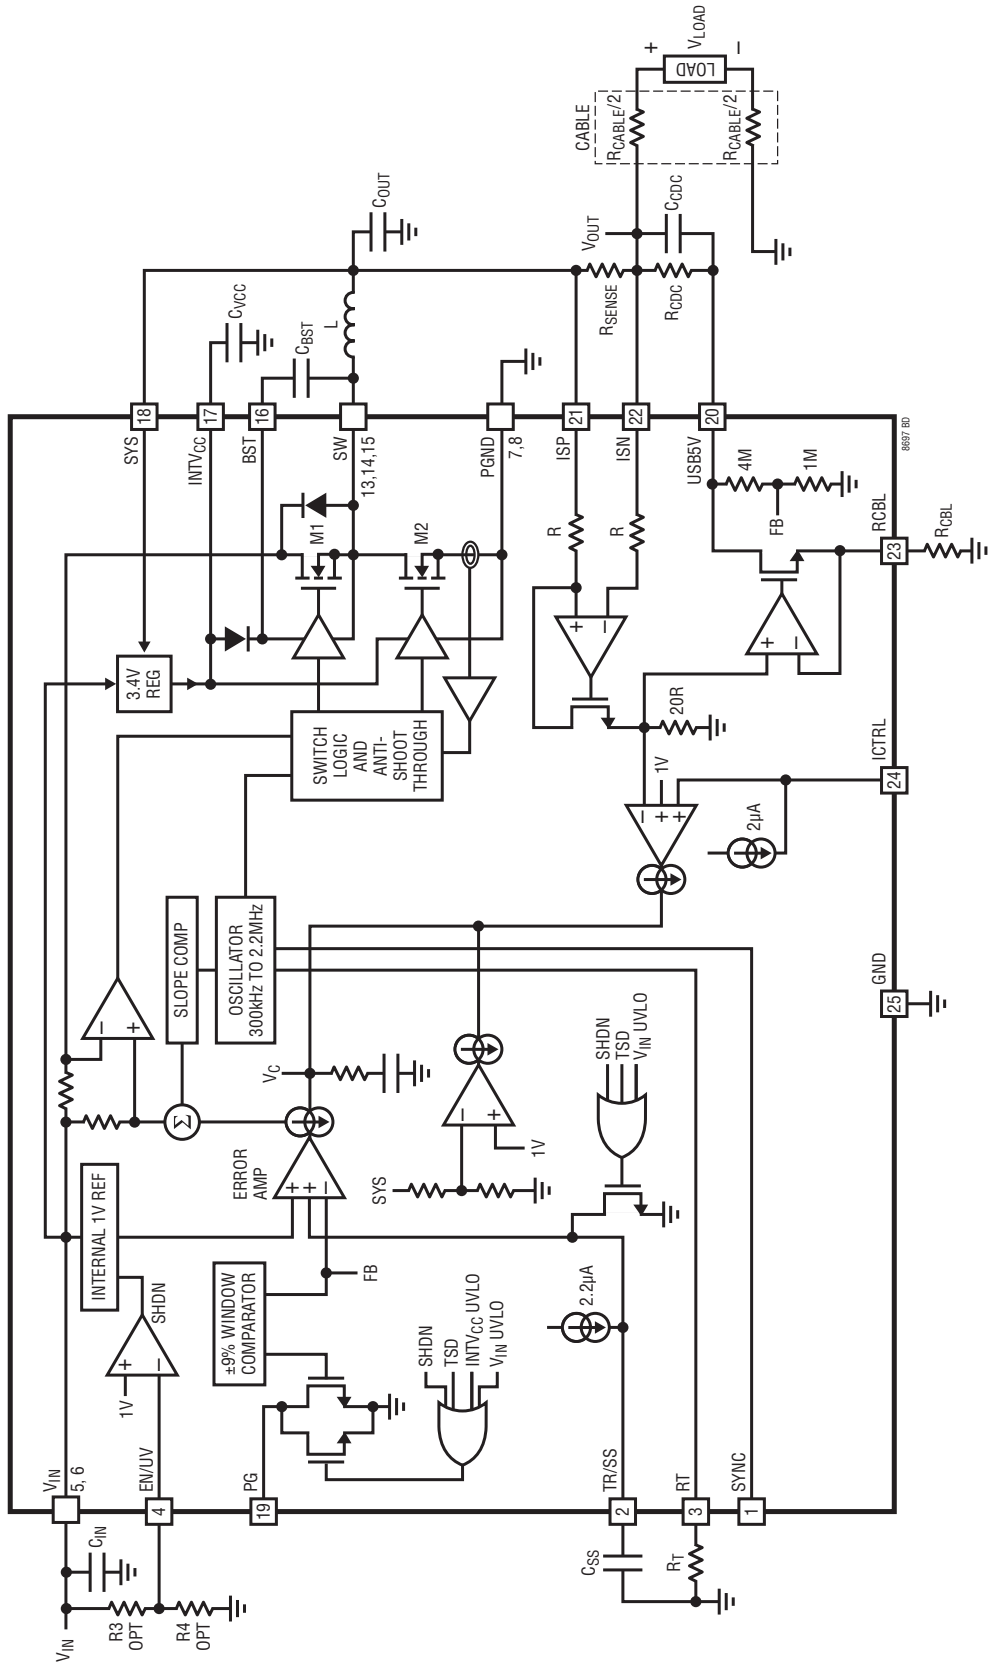 VIN
R3
OPT
R4
OPT
CIN
VIN
5, 6
EN/UV
4
1V
+
–
SHDN
INTERNAL 1V REF
PG
19
±9% WINDOW
COMPARATOR
FB
SHDN
TSD
INTVCC UVLO
VIN UVLO
ERROR
AMP
+
+
–
VC
Σ
–
+
SLOPE COMP
OSCILLATOR
300kHz TO 2.2MHz
SYS
–
+
1V
SHDN
TSD
VIN UVLO
2.2µA
CSS
TR/SS
2
RT
RT
3
SYNC
1
GND
25
3.4V
REG
SWITCH
LOGIC
AND
ANTI-
SHOOT
THROUGH
M1
M2
SYS
18
INTVCC
17
CVCC
BST
16
CBST
SW
13,14,15
L
COUT
PGND
7,8
ISP
21
ISN
22
R
R
+
–
20R
–
+
+
1V
2µA
ICTRL
24
+
–
RCBL
23
RCBL
USB5V
20
4M
FB
1M
RSENSE
VOUT
RCDC
CCDC
CABLE
RCABLE/2
RCABLE/2
LOAD
+
VLOAD
–
8697 BD